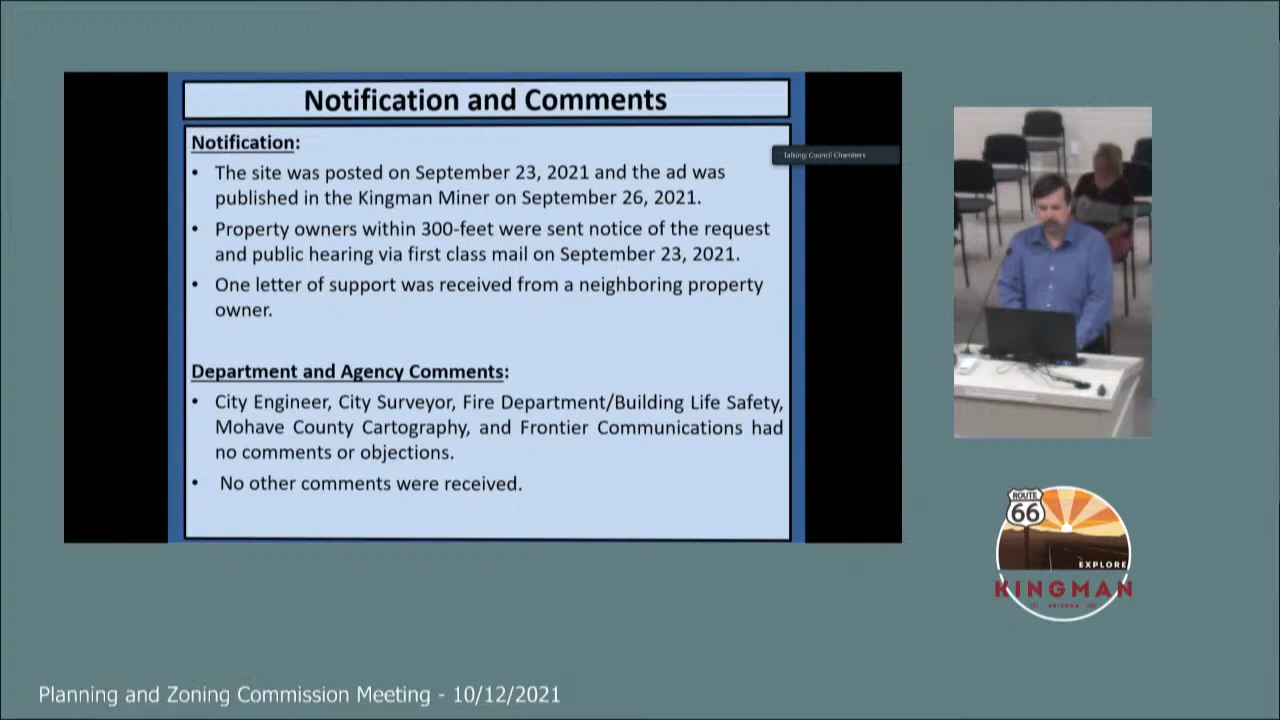 Notification and Comments
Notification:
• The site was posted on September 23, 2021 and the ad was
published in the Kingman Miner on September 26, 2021.
• Property owners within 300-feet were sent notice of the request
and public hearing via first class mail on September 23, 2021.
• One letter of support was received from a neighboring property
owner.
Department and Agency Comments:
• City Engineer, City Surveyor, Fire Department/Building Life Safety,
Mohave County Cartography, and Frontier Communications had
no comments or objections.
• No other comments were received.
Talking: Council Chambers
ROUTE
66
EXPLORE
KINGMAN
ARIZONA
Planning and Zoning Commission Meeting - 10/12/2021